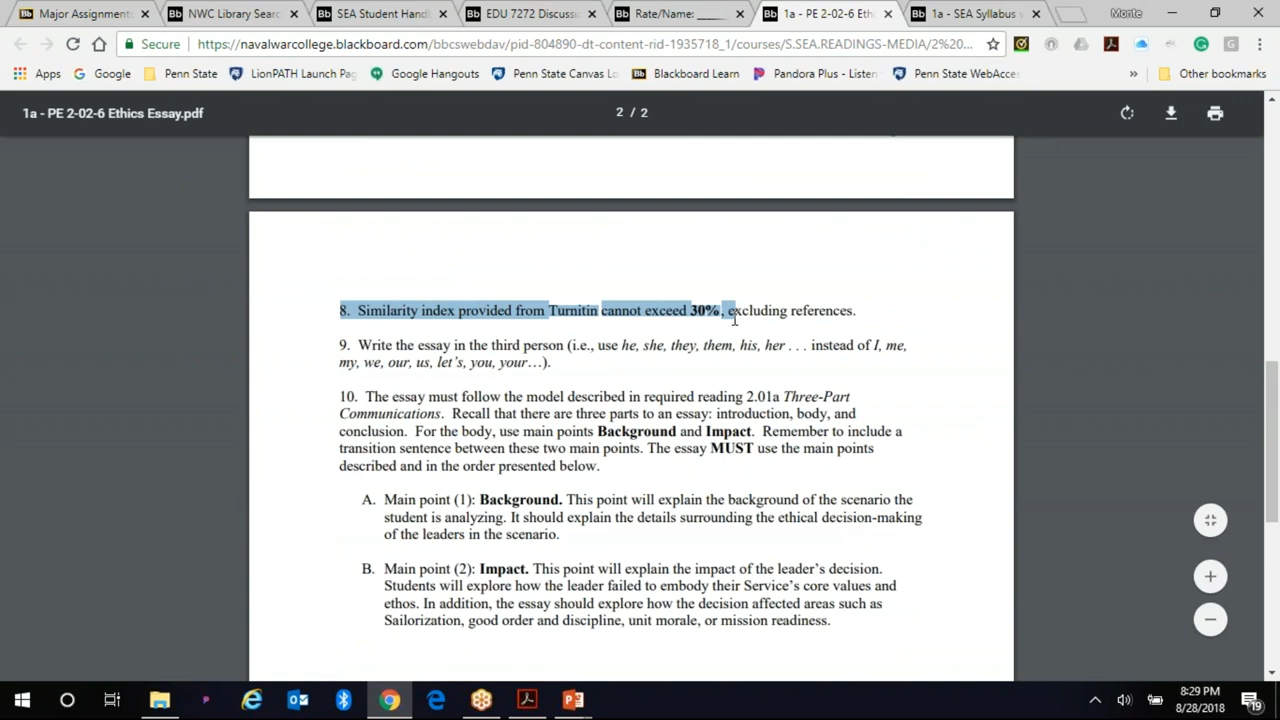 Major Assignments
NWC Library Sear
SEA Student Hand
EDU 7272 Discussi
Rate/Name: ______
1a - PE 2-02-6 Eth
1a - SEA Syllabus
Monte
Secure
https://navalwarcollege.blackboard.com/bbcswebdav/pid-804890-dt-content-rid-1935718_1/courses/S.SEA.READINGS-MEDIA/2%20...
Apps
Google
Penn State
LionPATH Launch Pa
Google Hangouts
Penn State Canvas Lo
Blackboard Learn
Pandora Plus - Listen
Penn State WebAcce
»
Other bookmarks
1a - PE 2-02-6 Ethics Essay.pdf
2 / 2
8. Similarity index provided from Turnitin cannot exceed 30%, excluding references.
9. Write the essay in the third person (i.e., use he, she, they, them, his, her . . . instead of I, me,
my, we, our, us, let's, you, your…).
10. The essay must follow the model described in required reading 2.01a Three-Part
Communications. Recall that there are three parts to an essay: introduction, body, and
conclusion. For the body, use main points Background and Impact. Remember to include a
transition sentence between these two main points. The essay MUST use the main points
described and in the order presented below.
A. Main point (1): Background. This point will explain the background of the scenario the
student is analyzing. It should explain the details surrounding the ethical decision-making
of the leaders in the scenario.
B. Main point (2): Impact. This point will explain the impact of the leader's decision.
Students will explore how the leader failed to embody their Service's core values and
ethos. In addition, the essay should explore how the decision affected areas such as
Sailorization, good order and discipline, unit morale, or mission readiness.
8:29 PM
8/28/2018
19